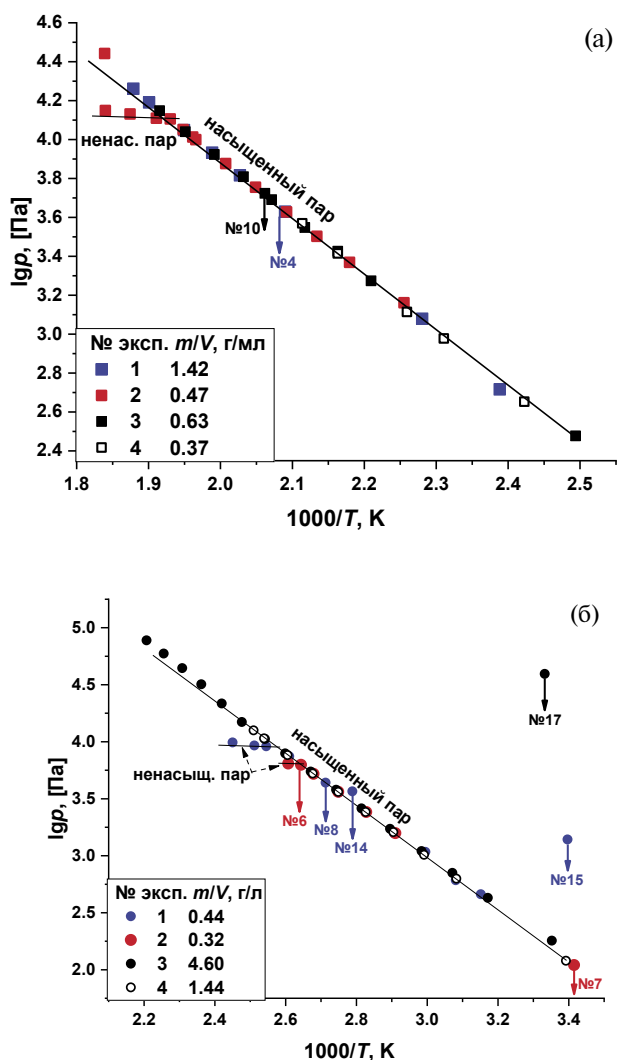 (а)
4.6
4.4
4.2
4.0
3.8
3.6
3.4
3.2
3.0
2.8
2.6
2.4
lgp, [Па]
ненас. пар
насыщенный пар
№10
№4
№ эксп. m/V, г/мл
1 1.42
2 0.47
3 0.63
4 0.37
1.8 1.9 2.0 2.1 2.2 2.3 2.4 2.5
1000/T, K
(б)
5.0
4.5
4.0
3.5
3.0
2.5
2.0
lgp, [Па]
насыщенный пар
ненасыщ. пар
№17
№6
№8
№14
№15
№7
№ эксп. m/V, г/л
1 0.44
2 0.32
3 4.60
4 1.44
2.2 2.4 2.6 2.8 3.0 3.2 3.4
1000/T, K